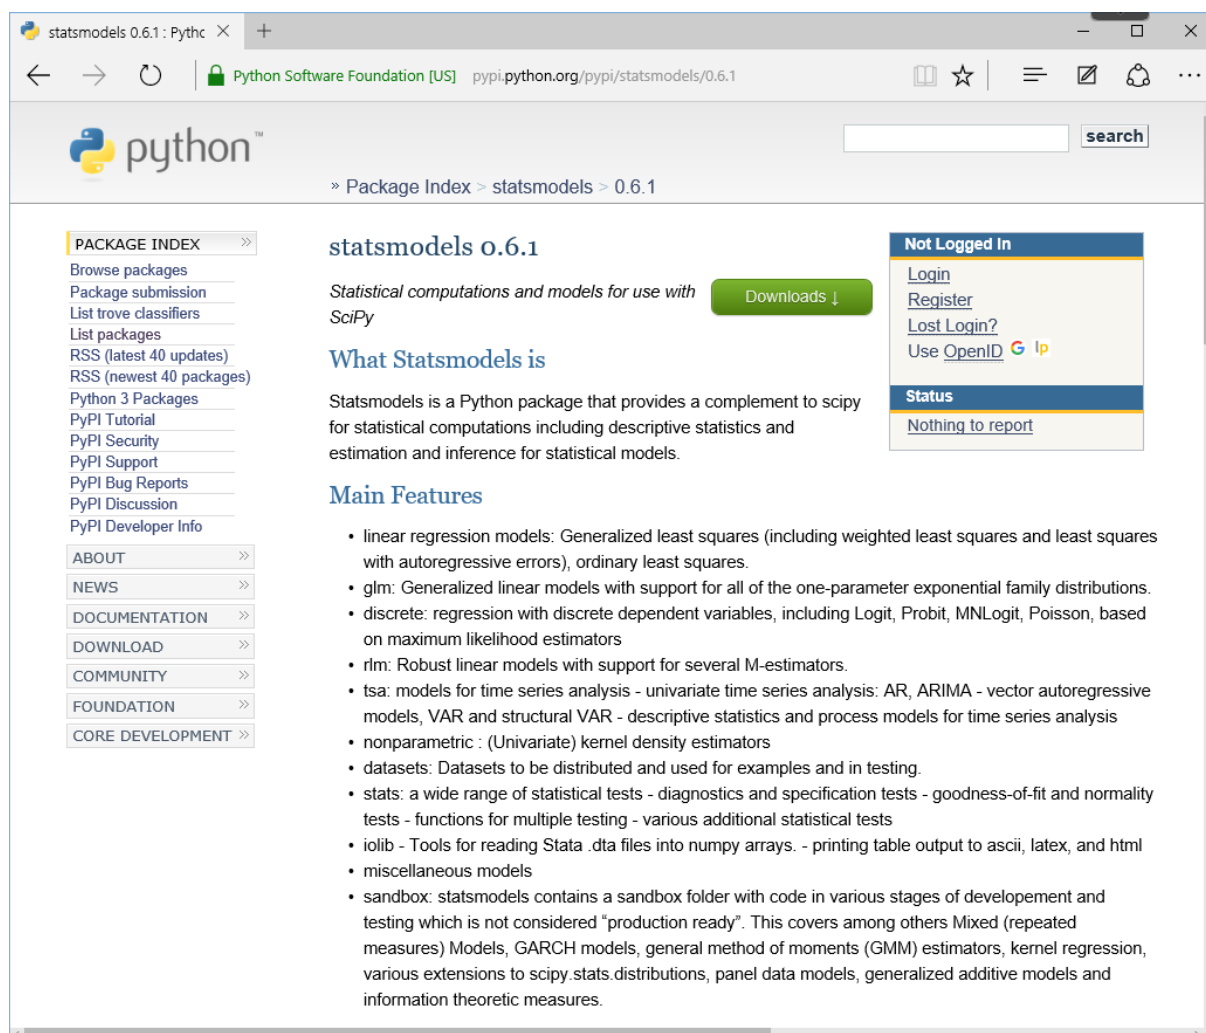 statsmodels 0.6.1 : Pythc
Python Software Foundation [US] pypi.python.org/pypi/statsmodels/0.6.1
python™
search
» Package Index > statsmodels > 0.6.1
PACKAGE INDEX »
Browse packages
Package submission
List trove classifiers
List packages
RSS (latest 40 updates)
RSS (newest 40 packages)
Python 3 Packages
PyPI Tutorial
PyPI Security
PyPI Support
PyPI Bug Reports
PyPI Discussion
PyPI Developer Info
ABOUT »
NEWS »
DOCUMENTATION »
DOWNLOAD »
COMMUNITY »
FOUNDATION »
CORE DEVELOPMENT »
statsmodels 0.6.1
Statistical computations and models for use with
SciPy
Downloads ↓
What Statsmodels is
Statsmodels is a Python package that provides a complement to scipy
for statistical computations including descriptive statistics and
estimation and inference for statistical models.
Main Features
• linear regression models: Generalized least squares (including weighted least squares and least squares
with autoregressive errors), ordinary least squares.
• glm: Generalized linear models with support for all of the one-parameter exponential family distributions.
• discrete: regression with discrete dependent variables, including Logit, Probit, MNLogit, Poisson, based
on maximum likelihood estimators
• rlm: Robust linear models with support for several M-estimators.
• tsa: models for time series analysis - univariate time series analysis: AR, ARIMA - vector autoregressive
models, VAR and structural VAR - descriptive statistics and process models for time series analysis
• nonparametric : (Univariate) kernel density estimators
• datasets: Datasets to be distributed and used for examples and in testing.
• stats: a wide range of statistical tests - diagnostics and specification tests - goodness-of-fit and normality
tests - functions for multiple testing - various additional statistical tests
• iolib - Tools for reading Stata .dta files into numpy arrays. - printing table output to ascii, latex, and html
• miscellaneous models
• sandbox: statsmodels contains a sandbox folder with code in various stages of developement and
testing which is not considered “production ready”. This covers among others Mixed (repeated
measures) Models, GARCH models, general method of moments (GMM) estimators, kernel regression,
various extensions to scipy.stats.distributions, panel data models, generalized additive models and
information theoretic measures.
Not Logged In
Login
Register
Lost Login?
Use OpenID G lp
Status
Nothing to report